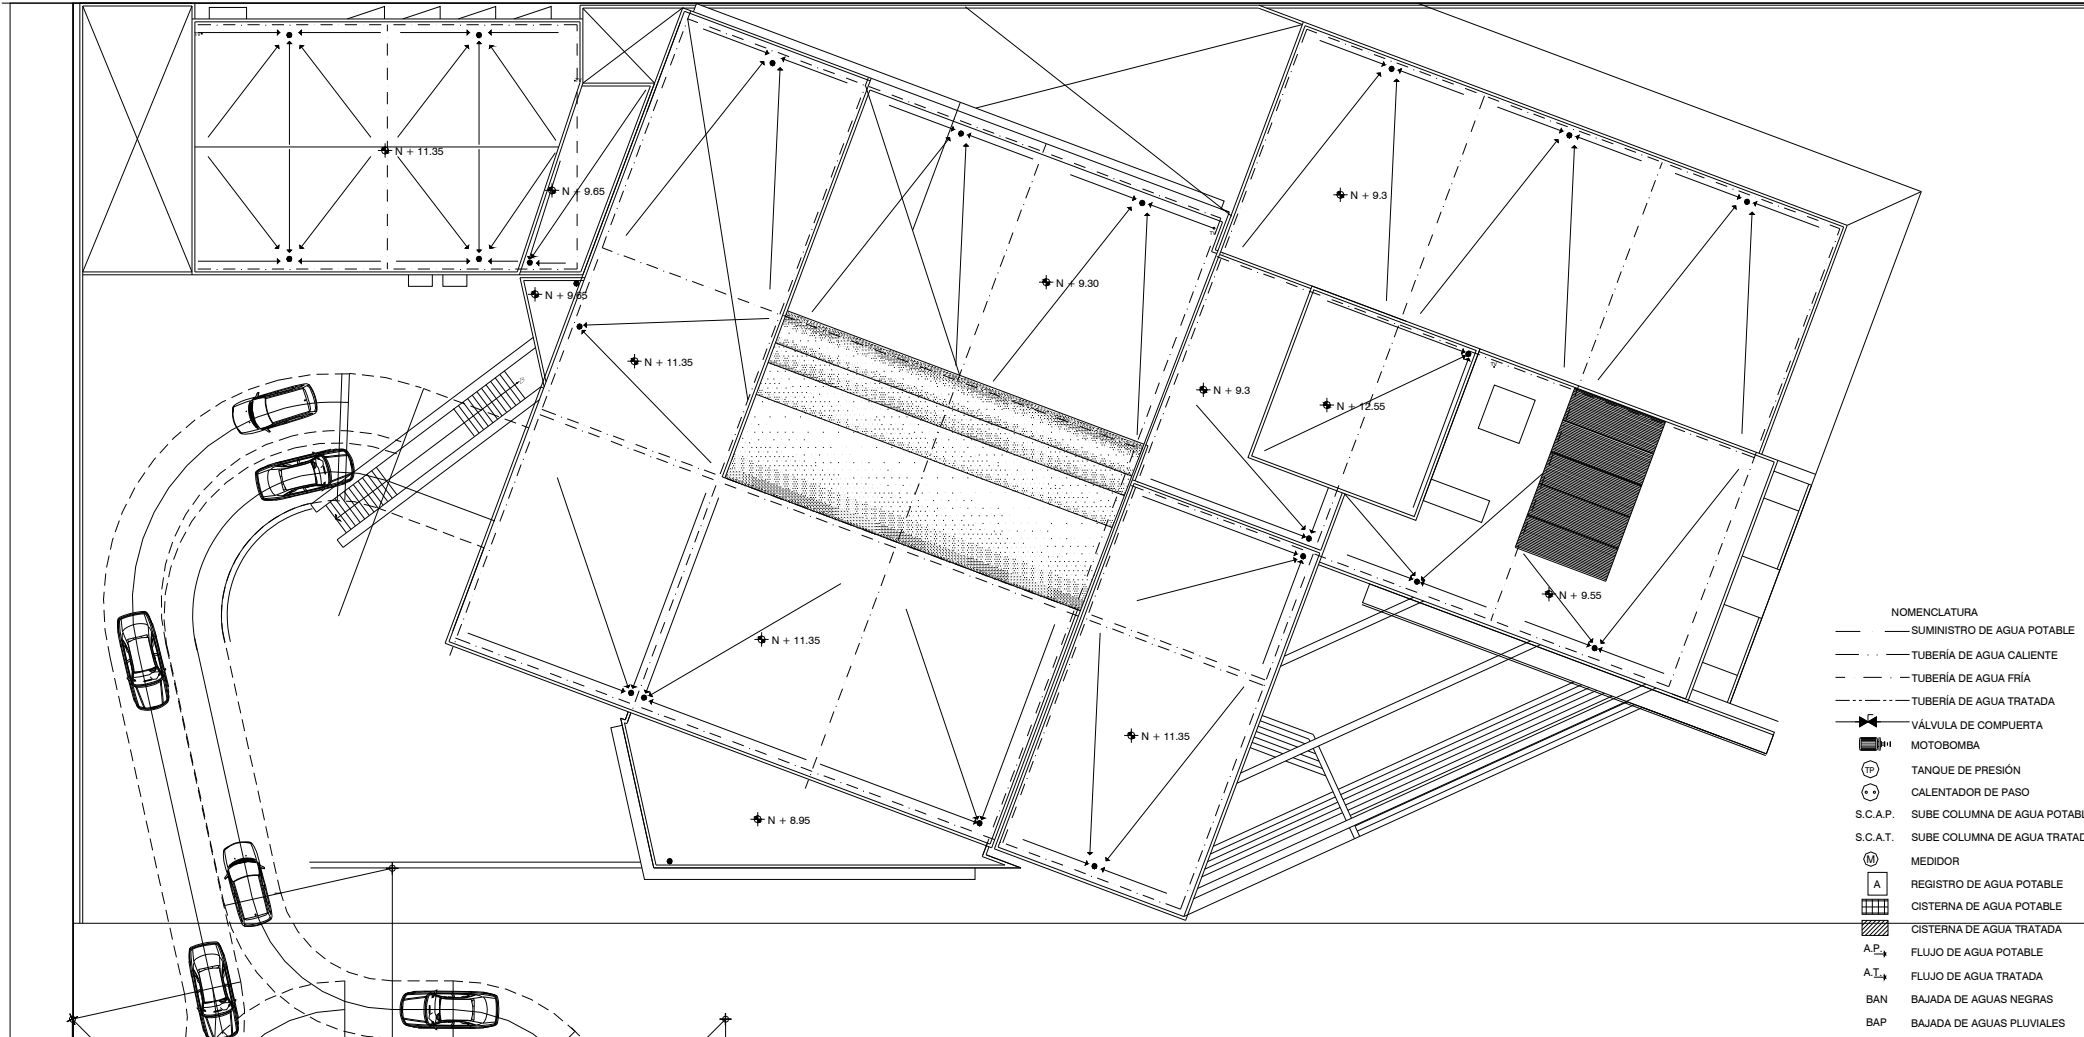 N + 11.35
N + 9.65
N + 9.65
N + 11.35
N + 9.30
N + 9.3
N + 9.3
N + 12.55
N + 9.55
N + 11.35
N + 11.35
N + 8.95
NOMENCLATURA
SUMINISTRO DE AGUA POTABLE
TUBERÍA DE AGUA CALIENTE
TUBERÍA DE AGUA FRÍA
TUBERÍA DE AGUA TRATADA
VÁLVULA DE COMPUERTA
MOTOBOMBA
TP TANQUE DE PRESIÓN
CALENTADOR DE PASO
S.C.A.P. SUBE COLUMNA DE AGUA POTABL
S.C.A.T. SUBE COLUMNA DE AGUA TRATAD
M MEDIDOR
A REGISTRO DE AGUA POTABLE
CISTERNA DE AGUA POTABLE
CISTERNA DE AGUA TRATADA
A.P. FLUJO DE AGUA POTABLE
A.T. FLUJO DE AGUA TRATADA
BAN BAJADA DE AGUAS NEGRAS
BAP BAJADA DE AGUAS PLUVIALES